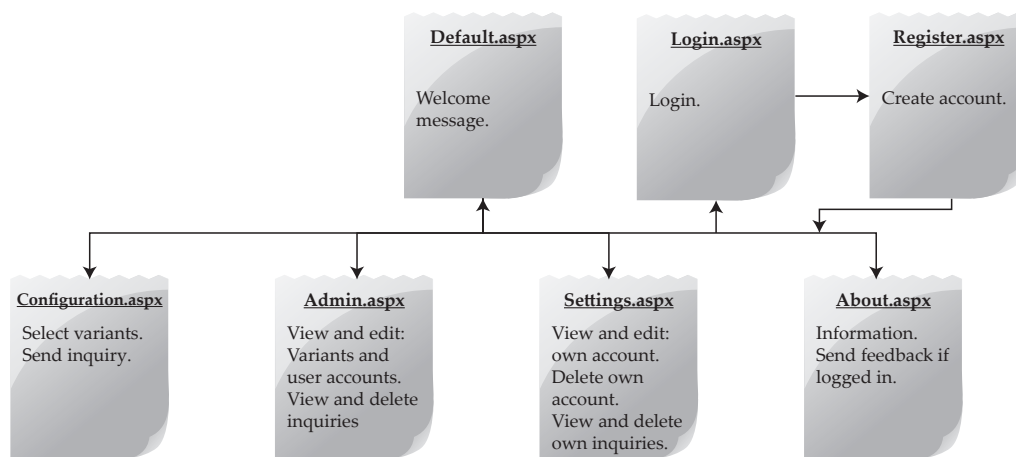 Default.aspx
Welcome
message.
Login.aspx
Login.
Register.aspx
Create account.
Configuration.aspx
Select variants.
Send inquiry.
Admin.aspx
View and edit:
Variants and
user accounts.
View and delete
inquiries
Settings.aspx
View and edit:
own account.
Delete own
account.
View and delete
own inquiries.
About.aspx
Information.
Send feedback if
logged in.